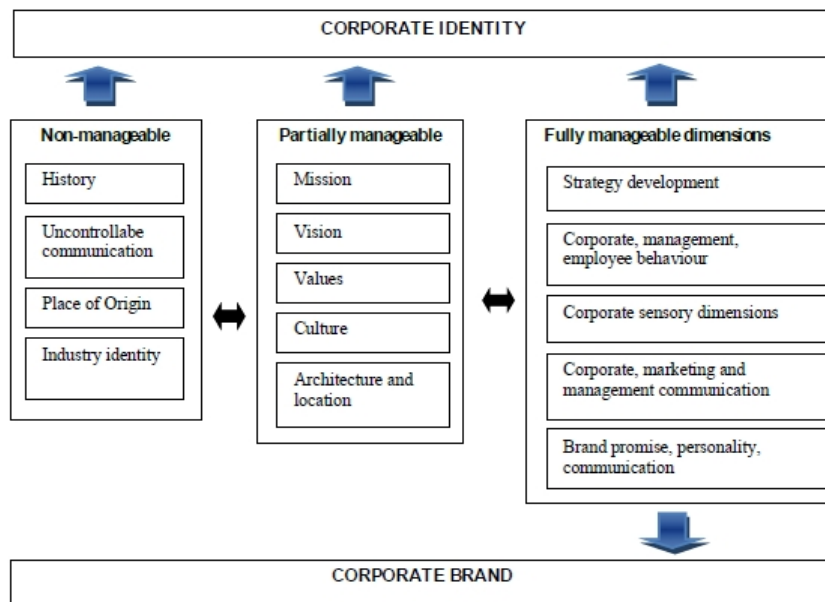 CORPORATE IDENTITY
Non-manageable
History
Uncontrollabe
communication
Place of Origin
Industry identity
Partially manageable
Mission
Vision
Values
Culture
Architecture and
location
Fully manageable dimensions
Strategy development
Corporate, management,
employee behaviour
Corporate sensory dimensions
Corporate, marketing and
management communication
Brand promise, personality,
communication
CORPORATE BRAND